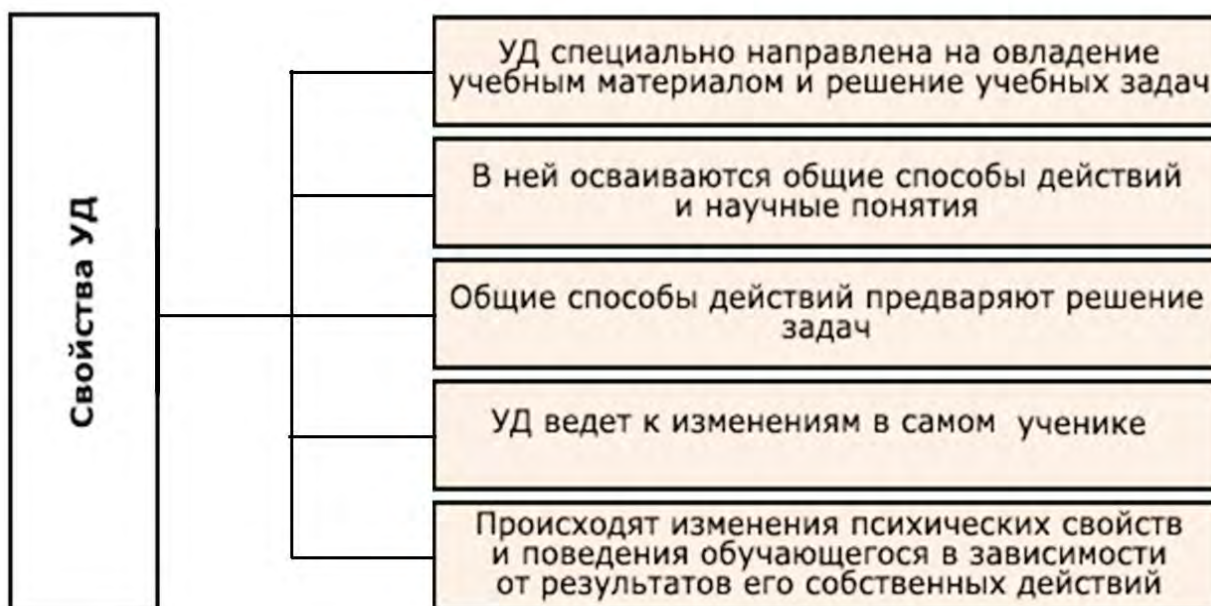 Свойства УД
УД специально направлена на овладение
учебным материалом и решение учебных задач
В ней осваиваются общие способы действий
и научные понятия
Общие способы действий предваряют решение
задач
УД ведет к изменениям в самом ученике
Происходят изменения психических свойств
и поведения обучающегося в зависимости
от результатов его собственных действий